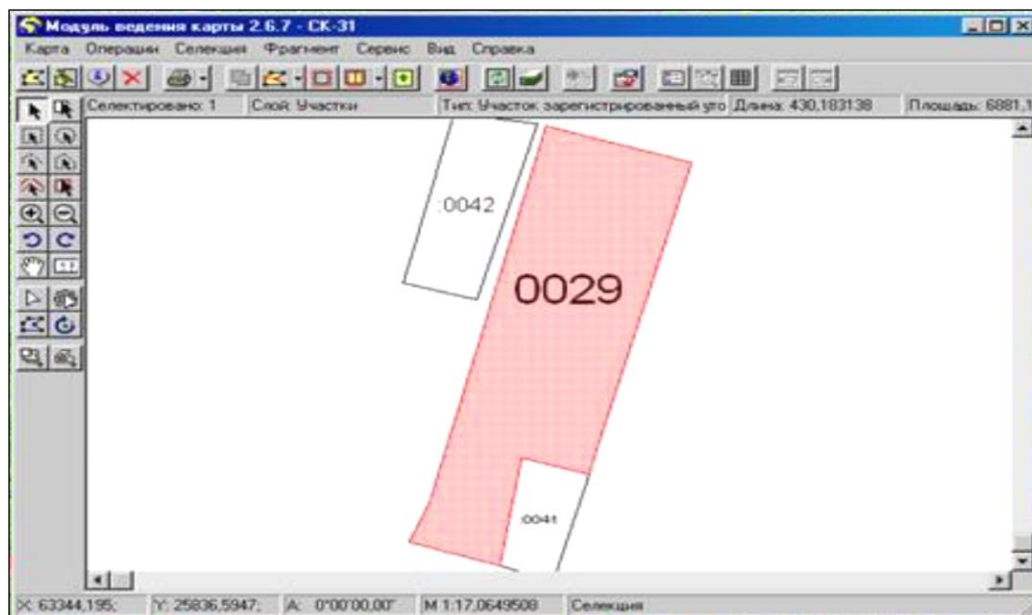 Модуль ведения карты 2.6.7 - СК-31
Карта Операции Селекция Фрагмент Сервис Вид Справка
Селектировано: 1 Слой: Участки Тип: Участок зарегистрированный уто Длина: 430,183138 Площадь: 6881,1
:0042
0029
:0041
X: 63344,195; Y: 25836,5947; A: 0°00'00,00" М 1:17,0649508 Селекция